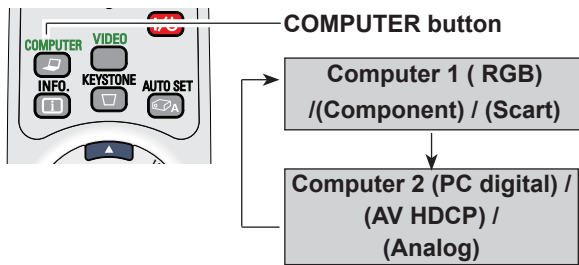 COMPUTER button
COMPUTER VIDEO
INFO. KEYSTONE AUTO SET
Computer 1 ( RGB)
/(Component) / (Scart)
Computer 2 (PC digital) /
(AV HDCP) /
(Analog)